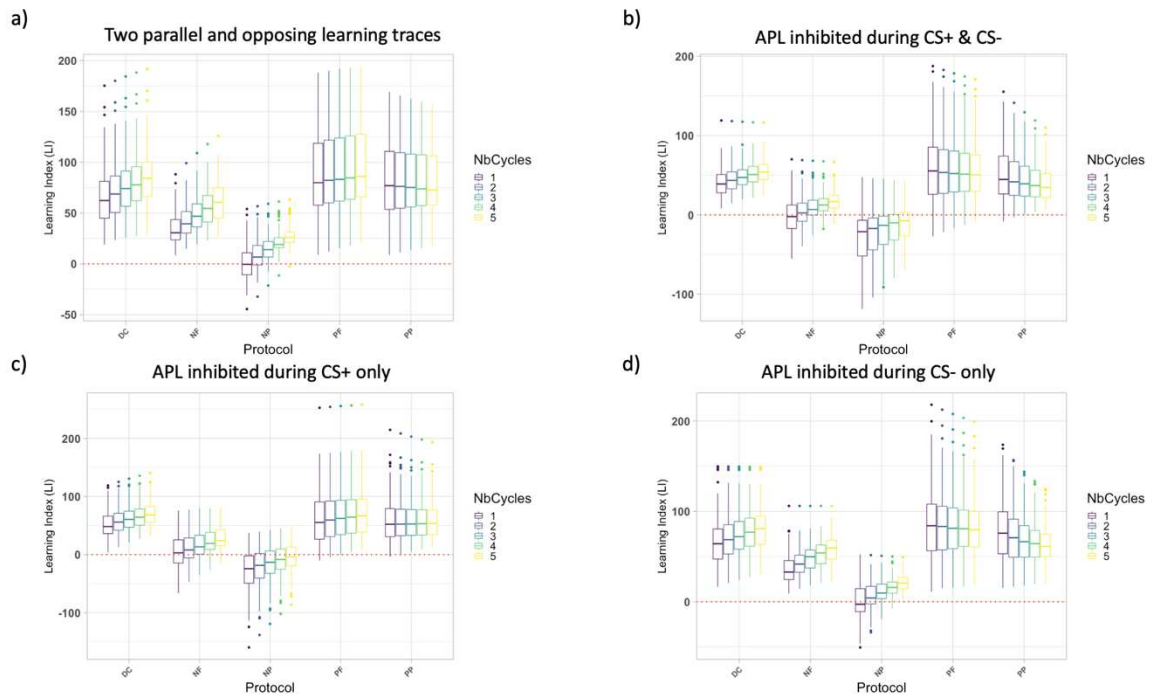 a)
Two parallel and opposing learning traces
200
150
100
50
0
-50
Learning Index (LI)
DC NF NP PF PP
Protocol
NbCycles
1
2
3
4
5
b)
APL inhibited during CS+ & CS-
200
100
0
-100
Learning Index (LI)
DC NF NP PF PP
Protocol
NbCycles
1
2
3
4
5
c)
APL inhibited during CS+ only
200
100
0
-100
Learning Index (LI)
DC NF NP PF PP
Protocol
NbCycles
1
2
3
4
5
d)
APL inhibited during CS- only
200
100
0
Learning Index (LI)
DC NF NP PF PP
Protocol
NbCycles
1
2
3
4
5